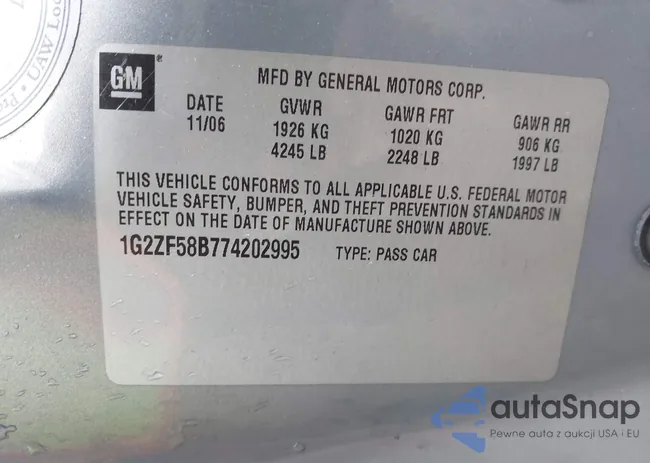 UAW Loc
GM
®
MFD BY GENERAL MOTORS CORP.
DATE GVWR GAWR FRT GAWR RR
11/06 1926 KG 1020 KG 906 KG
4245 LB 2248 LB 1997 LB
THIS VEHICLE CONFORMS TO ALL APPLICABLE U.S. FEDERAL MOTOR
VEHICLE SAFETY, BUMPER, AND THEFT PREVENTION STANDARDS IN
EFFECT ON THE DATE OF MANUFACTURE SHOWN ABOVE.
1G2ZF58B774202995 TYPE: PASS CAR
autaSnap
Pewne auta z aukcji USA i EU